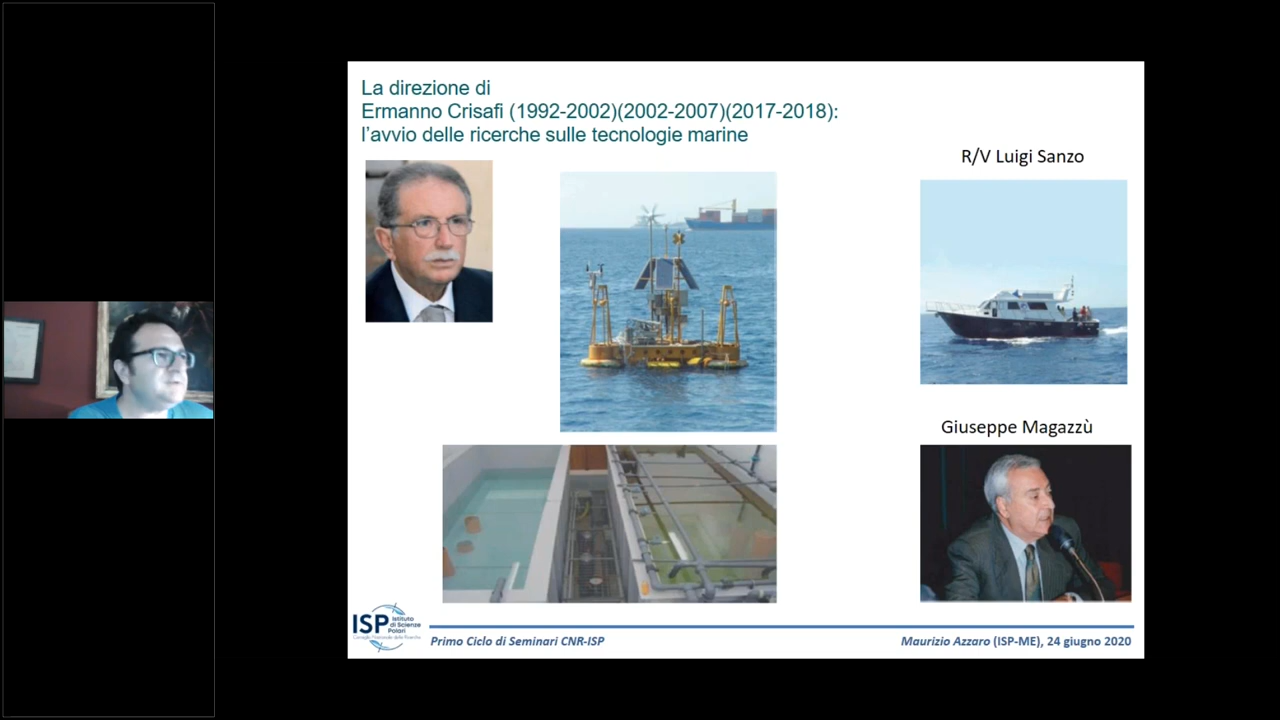 La direzione di
Ermanno Crisafi (1992-2002)(2002-2007)(2017-2018):
l'avvio delle ricerche sulle tecnologie marine
R/V Luigi Sanzo
Giuseppe Magazzù
ISP Istituto
di Scienze
Polari
Consiglio Nazionale delle Ricerche
Primo Ciclo di Seminari CNR-ISP
Maurizio Azzaro (ISP-ME), 24 giugno 2020